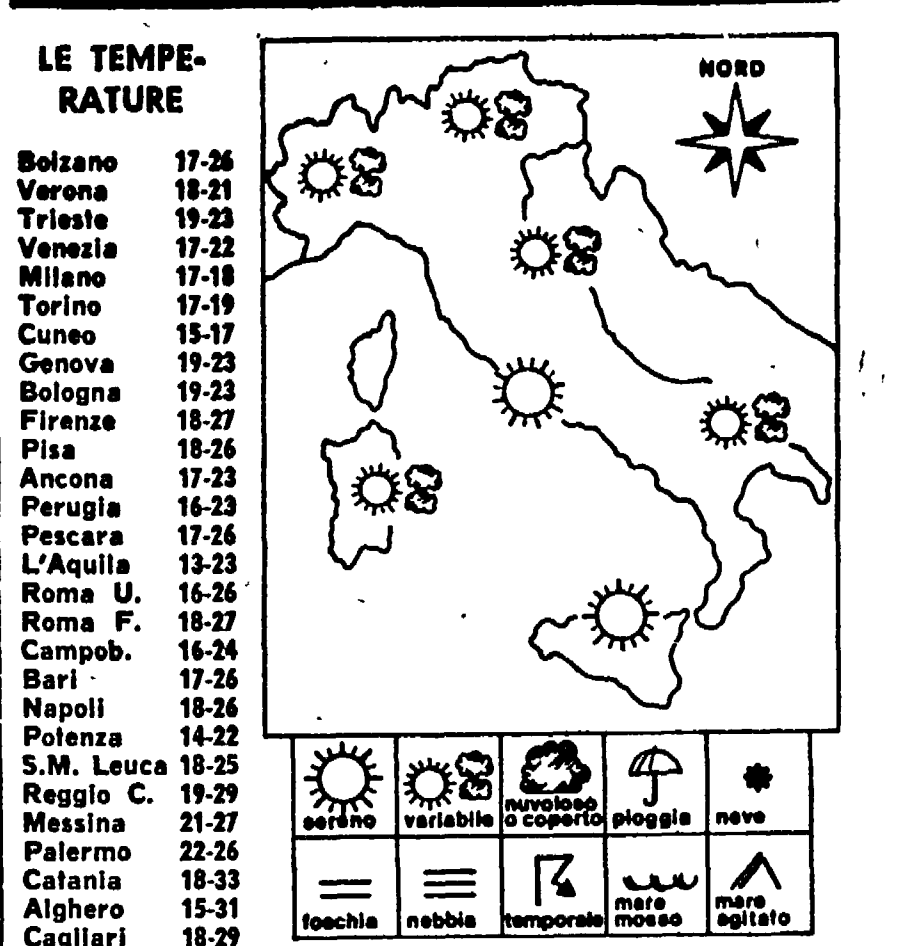 LE TEMPE-
RATURE
Bolzano 17-26
Verona 18-21
Trieste 19-23
Venezia 17-22
Milano 17-18
Torino 17-19
Cuneo 15-17
Genova 19-23
Bologna 19-23
Firenze 18-27
Pisa 18-26
Ancona 17-23
Perugia 16-23
Pescara 17-26
L'Aquila 13-23
Roma U. 16-26
Roma F. 18-27
Campob. 16-24
Bari 17-26
Napoli 18-26
Potenza 14-22
S.M. Leuca 18-25
Reggio C. 19-29
Messina 21-27
Palermo 22-26
Catania 18-33
Alghero 15-31
Cagliari 18-29
NORD
sereno
variabile
nuvoloso
o coperto
pioggia
neve
foschia
nebbia
temporale
mare
mosso
mare
agitato